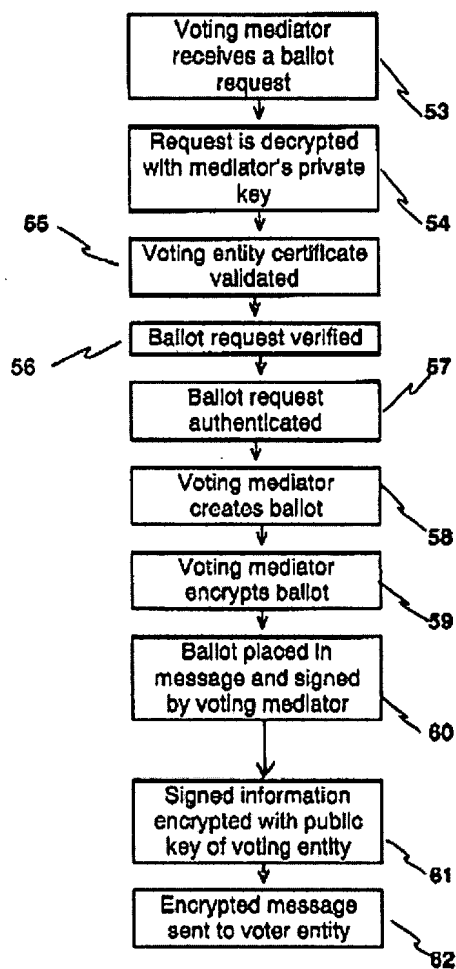 Voting mediator
receives a ballot
request
53
Request is decrypted
with mediator's private
key
54
55
Voting entity certificate
validated
Ballot request verified
56
57
Ballot request
authenticated
Voting mediator
creates ballot
58
Voting mediator
encrypts ballot
59
Ballot placed in
message and signed
by voting mediator
60
Signed information
encrypted with public
key of voting entity
61
Encrypted message
sent to voter entity
62